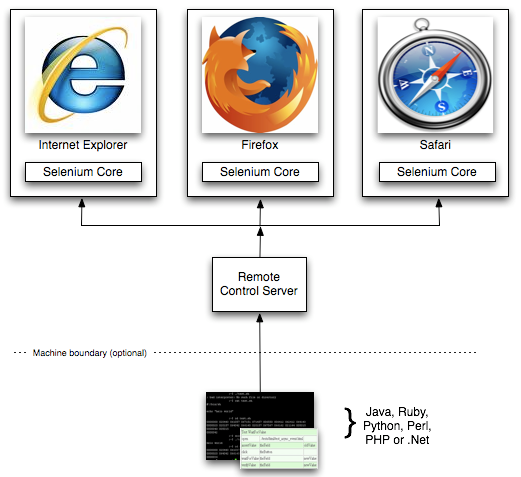 N
E
S
W
Internet Explorer
Firefox
Safari
Selenium Core
Selenium Core
Selenium Core
Remote
Control Server
Machine boundary (optional)
Java, Ruby,
Python, Perl,
PHP or .Net